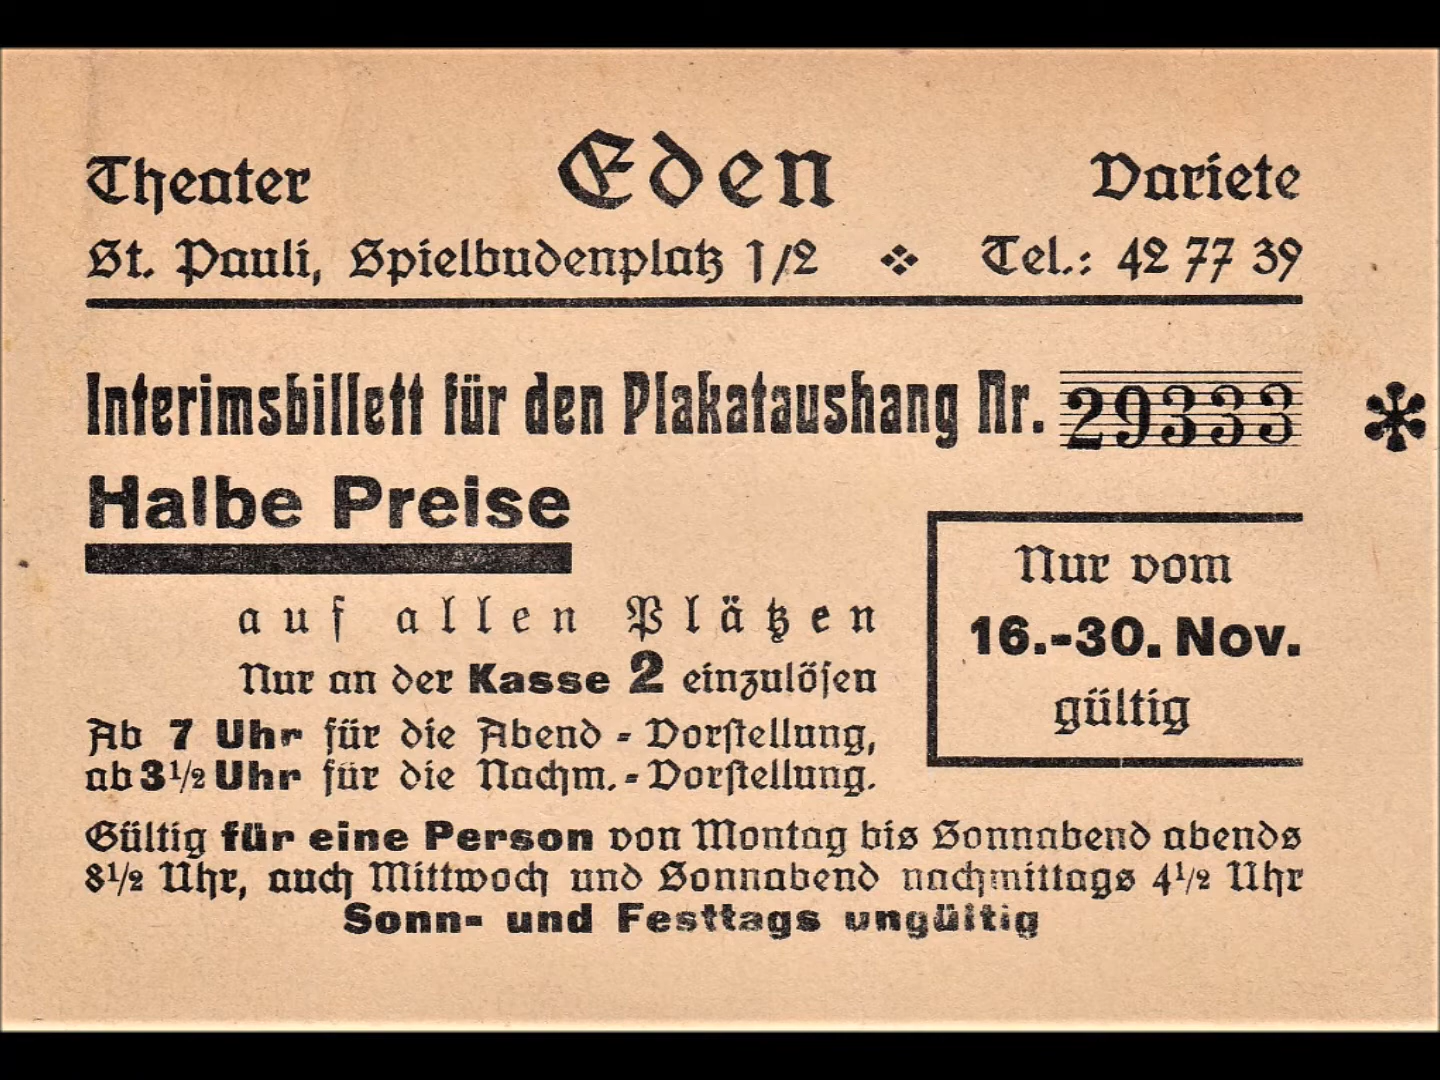 Theater Eden Variete
St. Pauli, Spielbudenplatz 1/2 Tel.: 42 77 39
Interimsbillett für den Plakataushang Nr. 29333 *
Halbe Preise
auf allen Plätzen
Nur an der Kasse 2 einzulösen
Ab 7 Uhr für die Abend-Vorstellung,
ab 3½ Uhr für die Nachm.-Vorstellung.
Nur vom
16.-30. Nov.
gültig
Gültig für eine Person von Montag bis Sonnabend abends
8½ Uhr, auch Mittwoch und Sonnabend nachmittags 4½ Uhr
Sonn- und Festtags ungültig